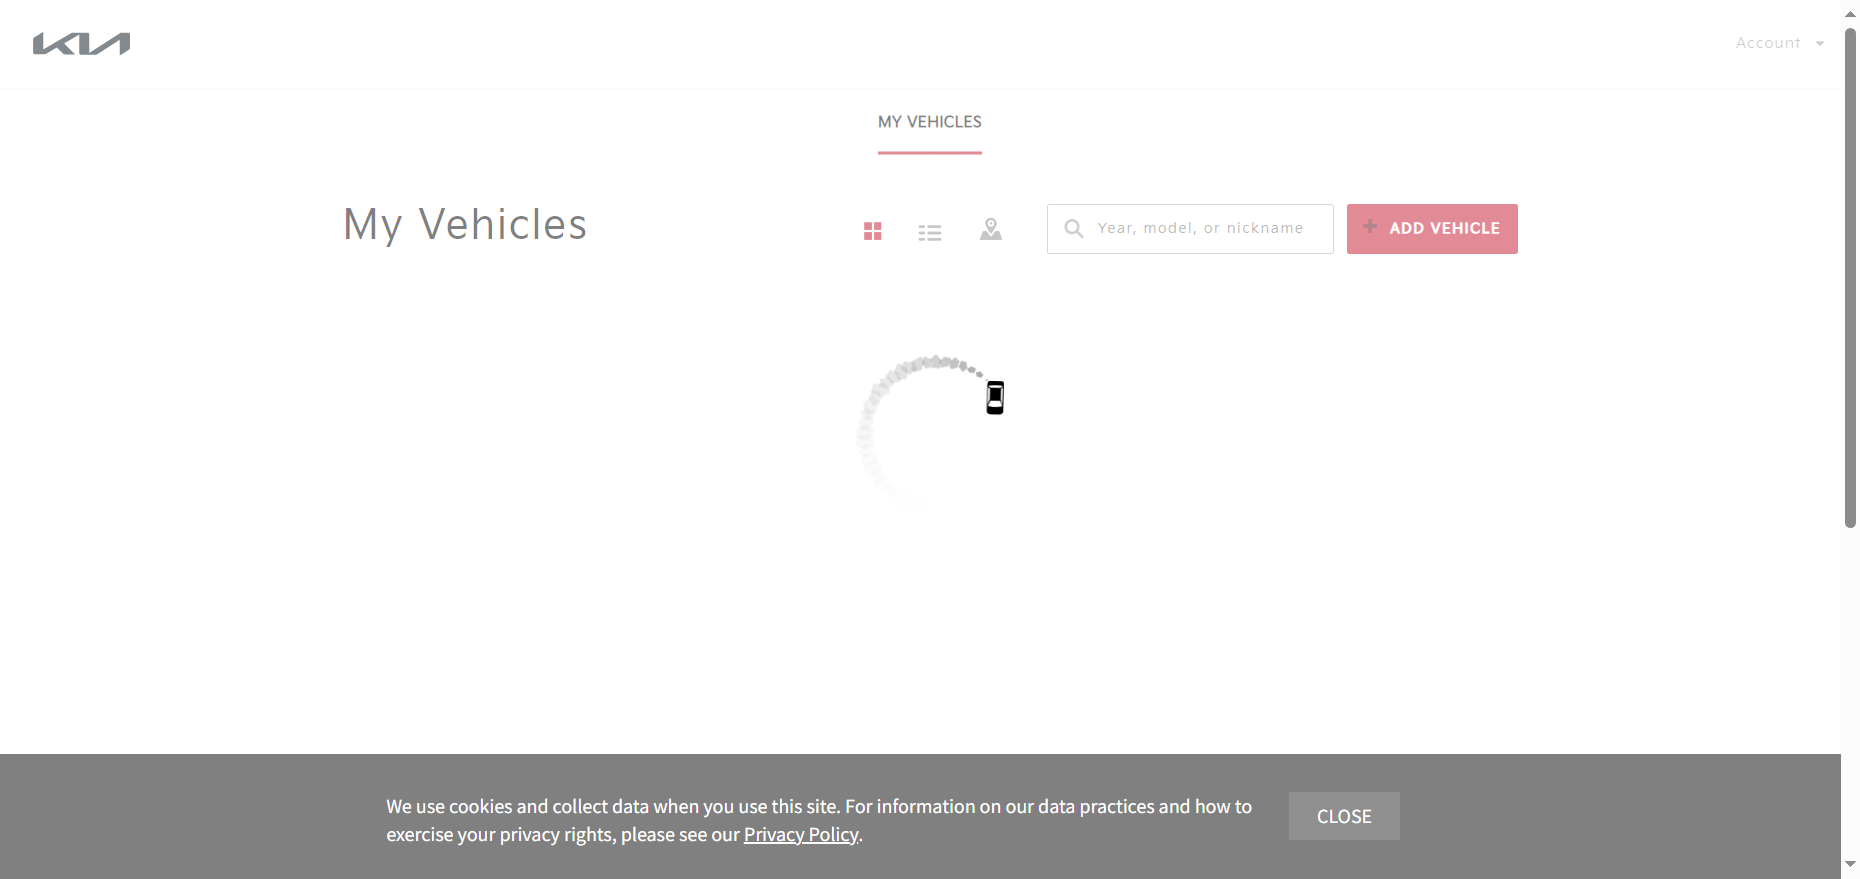 KIA
Account
MY VEHICLES
My Vehicles
Year, model, or nickname
ADD VEHICLE
We use cookies and collect data when you use this site. For information on our data practices and how to
exercise your privacy rights, please see our Privacy Policy.
CLOSE